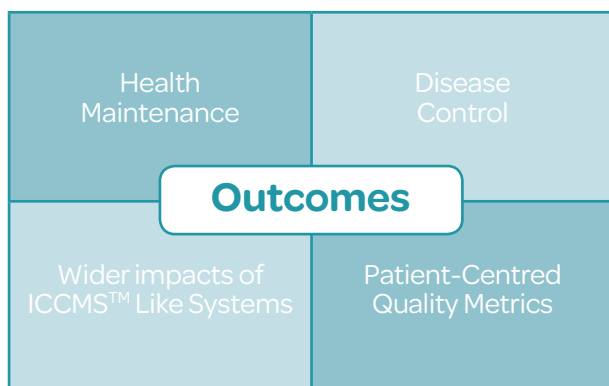 Health
Maintenance
Disease
Control
Outcomes
Wider impacts of
ICCMS™ Like Systems
Patient-Centred
Quality Metrics